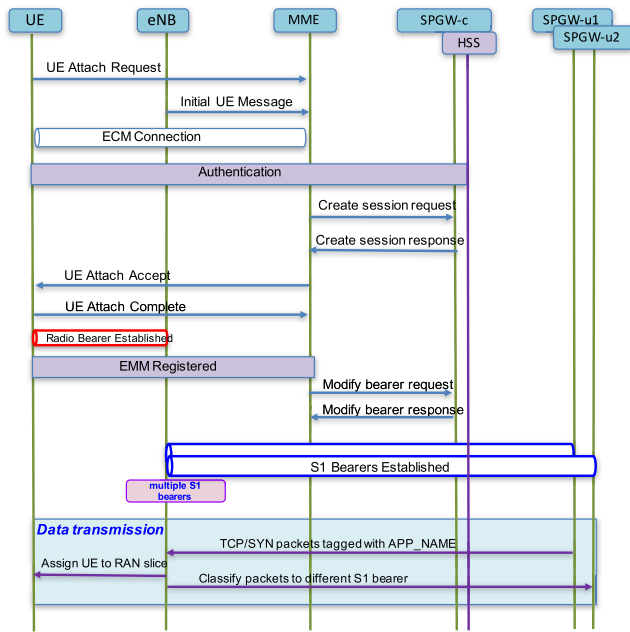 UE eNB MME SPGW-c SPGW-u1
HSS SPGW-u2
UE Attach Request
Initial UE Message
ECM Connection
Authentication
Create session request
Create session response
UE Attach Accept
UE Attach Complete
Radio Bearer Established
EMM Registered
Modify bearer request
Modify bearer response
S1 Bearers Established
multiple S1
bearers
Data transmission
TCP/SYN packets tagged with APP_NAME
Assign UE to RAN slice
Classify packets to different S1 bearer